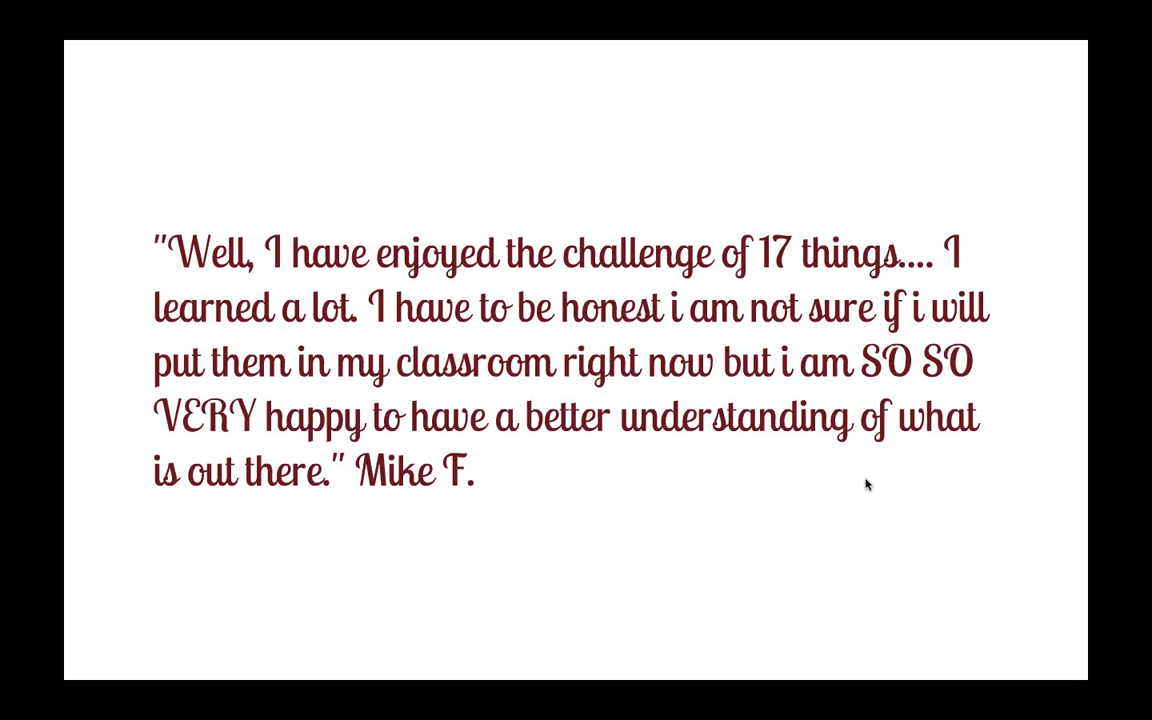 "Well, I have enjoyed the challenge of 17 things.... I
learned a lot. I have to be honest i am not sure if i will
put them in my classroom right now but i am SO SO
VERY happy to have a better understanding of what
is out there." Mike F.